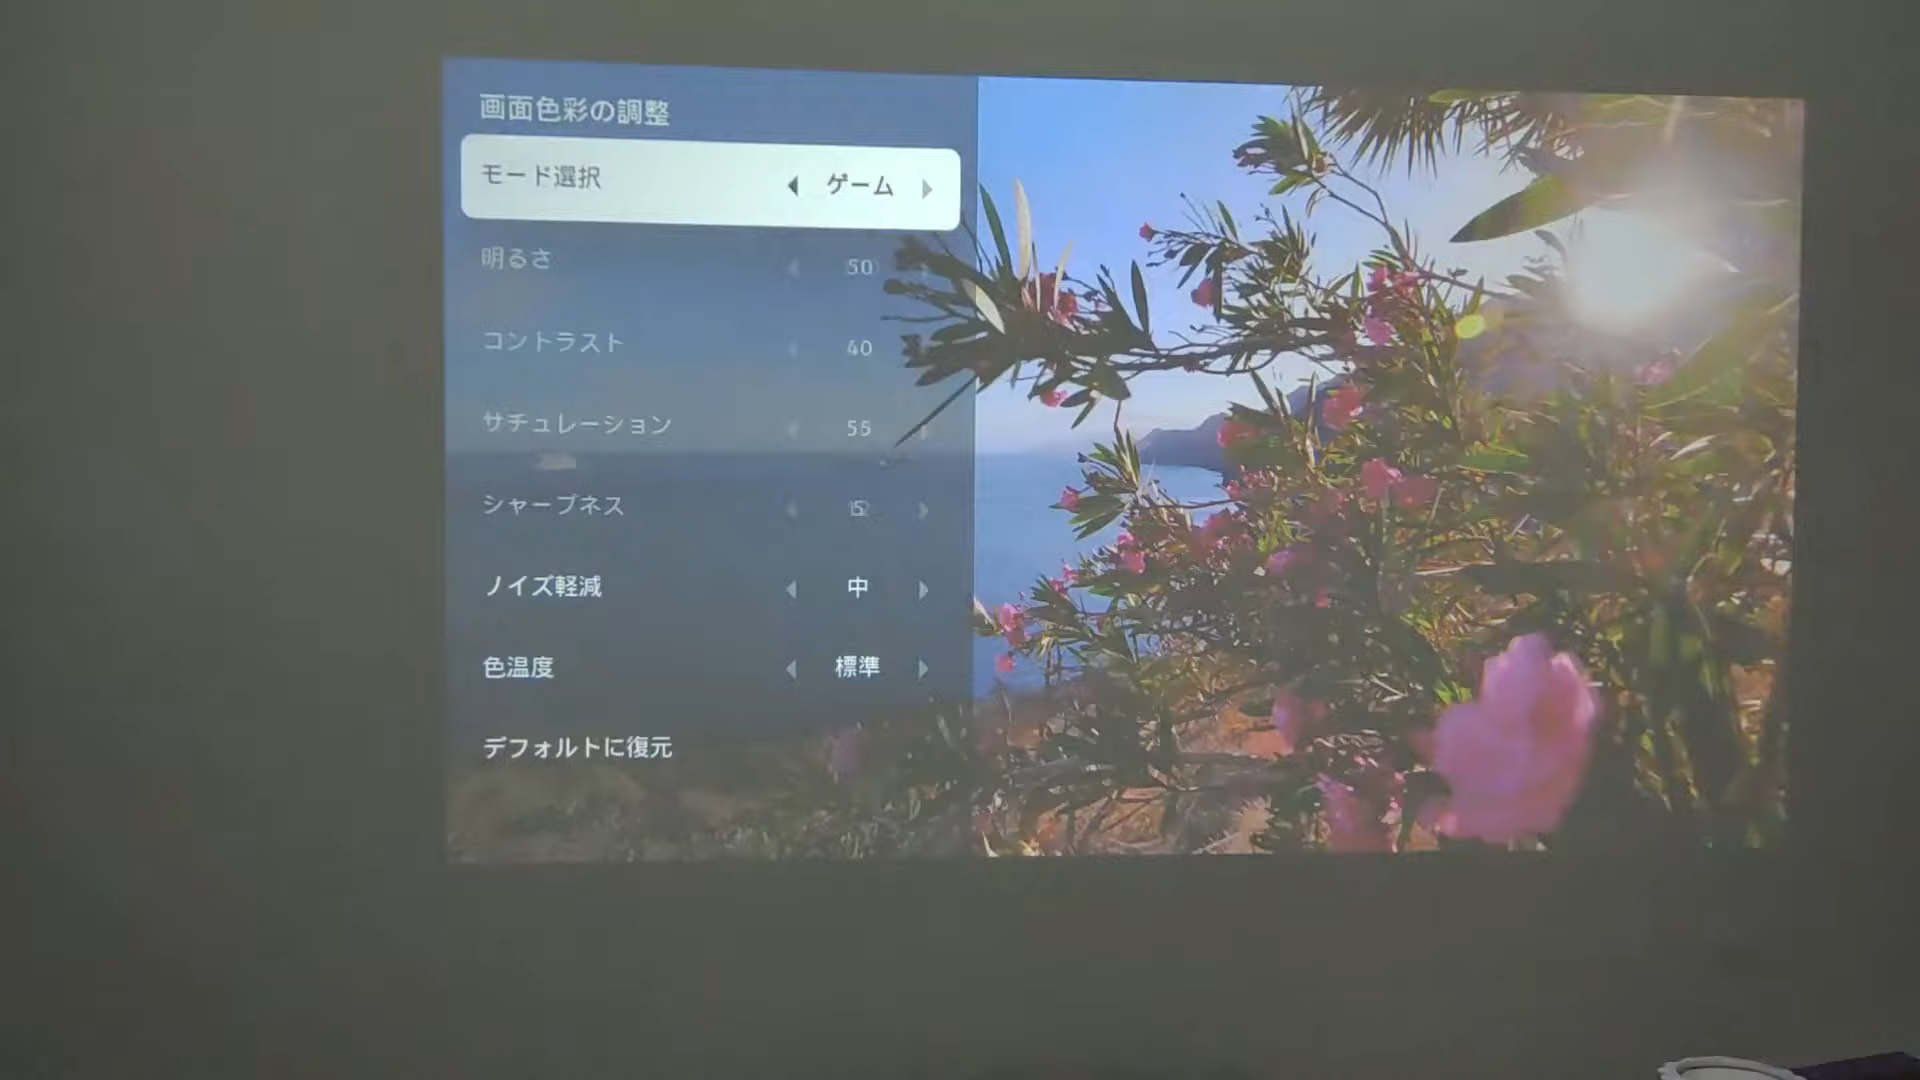 画面色彩の調整
モード選択 ゲーム
明るさ 50
コントラスト 40
サチュレーション 55
シャープネス
ノイズ軽減 中
色温度 標準
デフォルトに復元